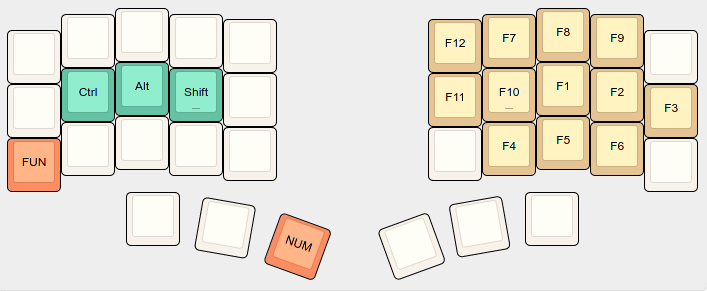 Ctrl
Alt
Shift
_
FUN
NUM
F12
F7
F8
F9
F11
F10
_
F1
F2
F3
F4
F5
F6